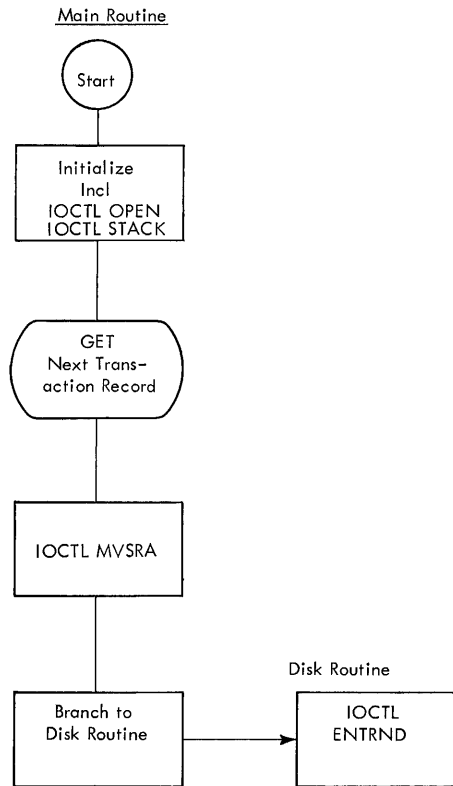 Main Routine
Start
Initialize
Incl
IOCTL OPEN
IOCTL STACK
GET
Next Trans-
action Record
IOCTL MVSRA
Branch to
Disk Routine
Disk Routine
IOCTL
ENTRND